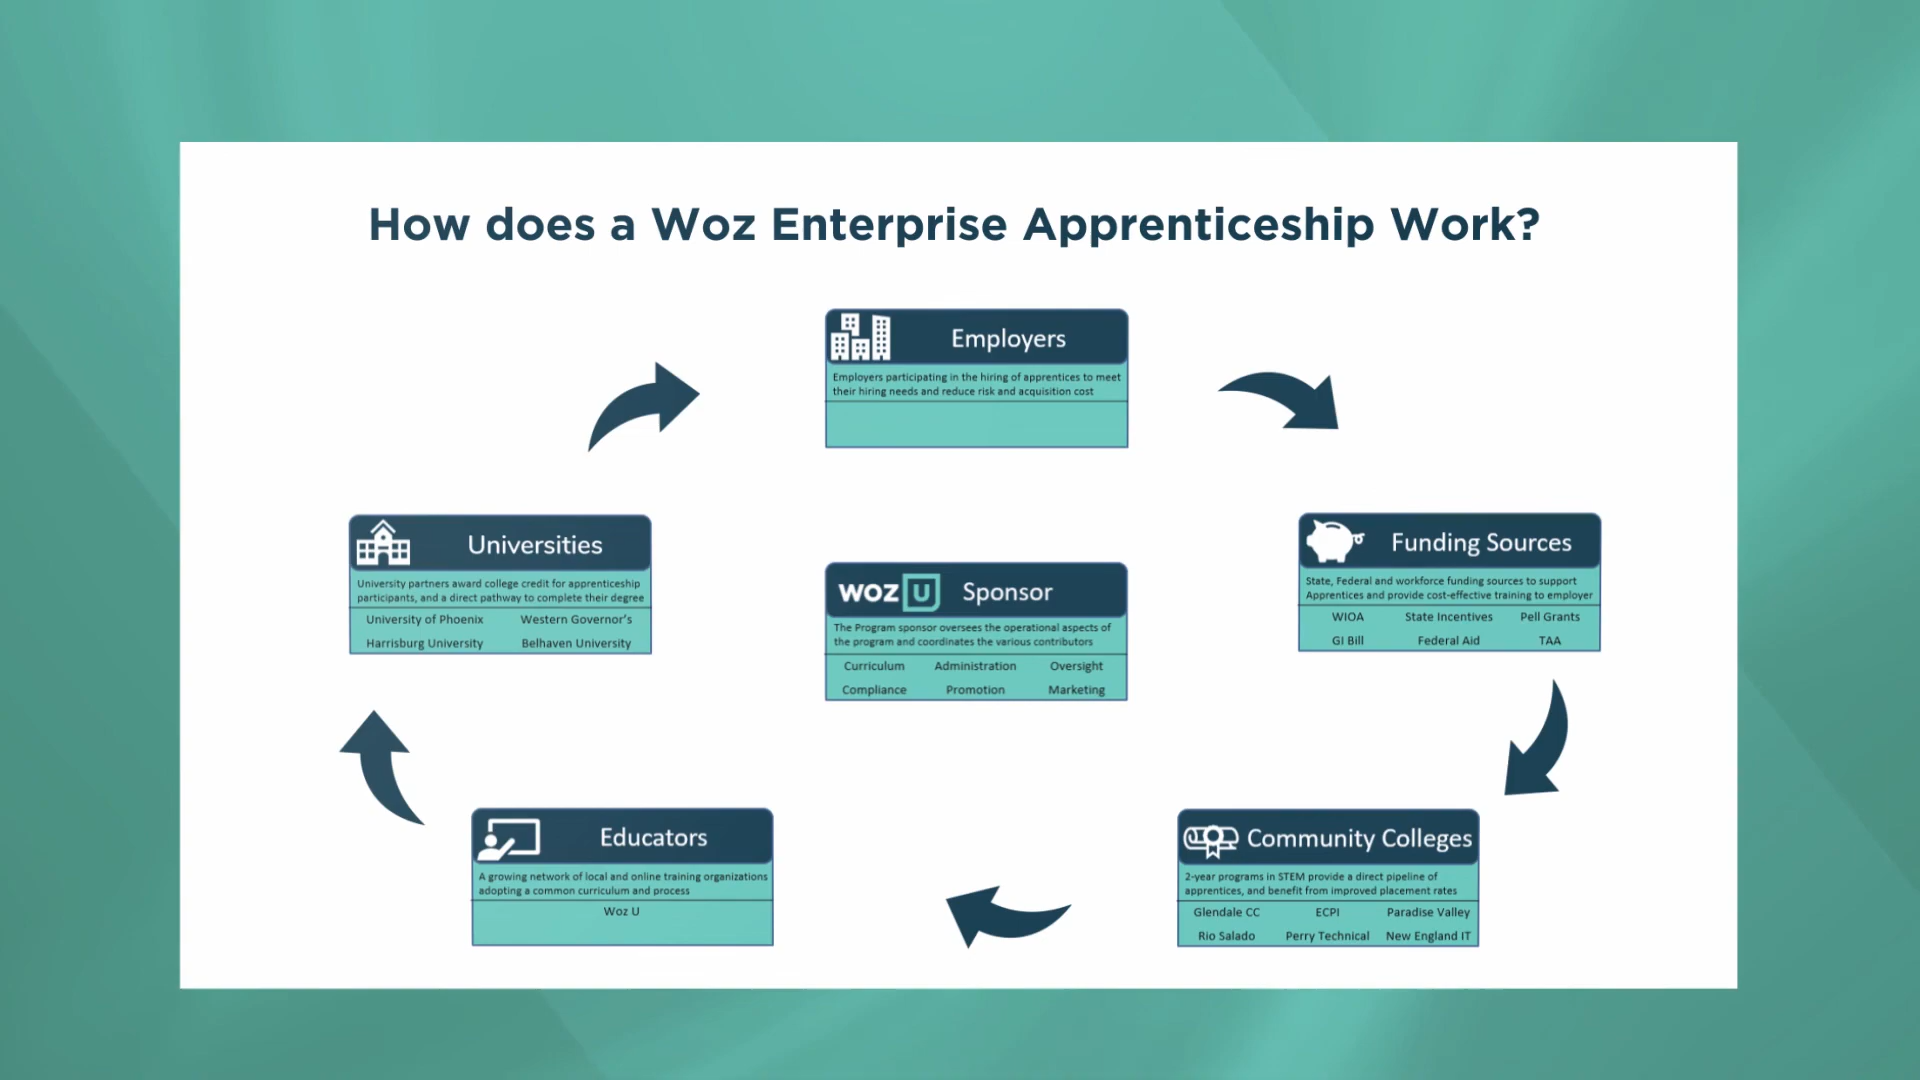 How does a Woz Enterprise Apprenticeship Work?
Employers
Employers participating in the hiring of apprentices to meet
their hiring needs and reduce risk and acquisition cost
Universities
University partners award college credit for apprenticeship
participants, and a direct pathway to complete their degree
University of Phoenix Western Governor's
Harrisburg University Belhaven University
WOZ U Sponsor
The Program sponsor oversees the operational aspects of
the program and coordinates the various contributors
Curriculum Administration Oversight
Compliance Promotion Marketing
Funding Sources
State, Federal and workforce funding sources to support
Apprentices and provide cost-effective training to employer
WIOA State Incentives Pell Grants
GI Bill Federal Aid TAA
Educators
A growing network of local and online training organizations
adopting a common curriculum and process
Woz U
Community Colleges
2-year programs in STEM provide a direct pipeline of
apprentices, and benefit from improved placement rates
Glendale CC ECPI Paradise Valley
Rio Salado Perry Technical New England IT